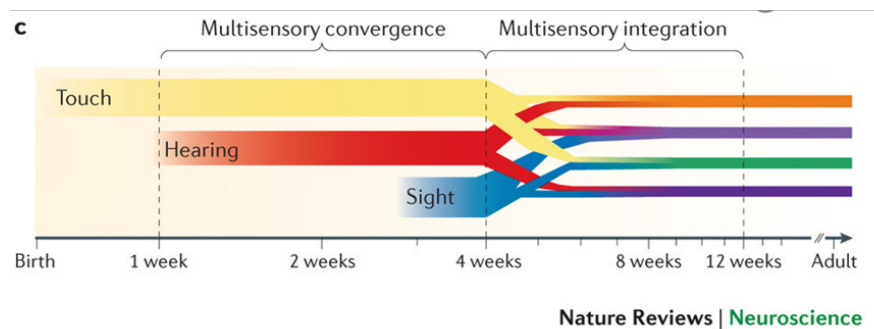 c
Multisensory convergence Multisensory integration
Touch
Hearing
Sight
Birth 1 week 2 weeks 4 weeks 8 weeks 12 weeks Adult
Nature Reviews | Neuroscience